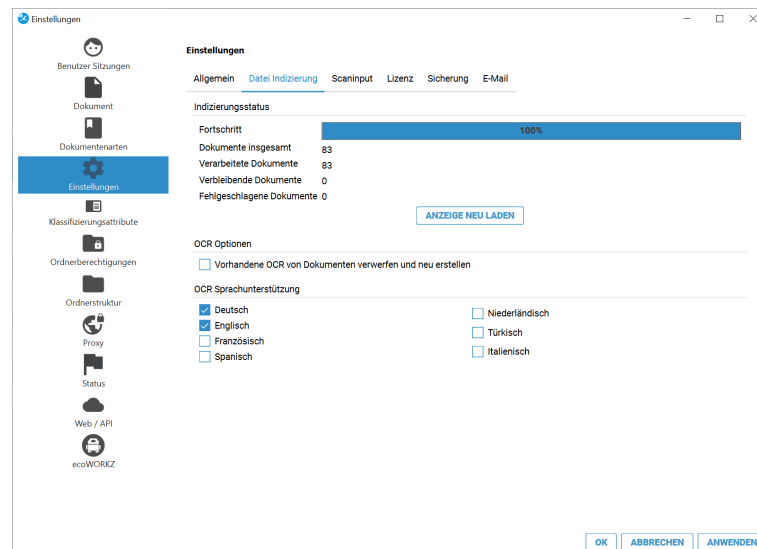 Einstellungen
Benutzer Sitzungen
Dokument
Dokumentenarten
Einstellungen
Klassifizierungsattribute
Ordnerberechtigungen
Ordnerstruktur
Proxy
Status
Web / API
ecoWORKZ
Einstellungen
Allgemein Datei Indizierung Scaninput Lizenz Sicherung E-Mail
Indizierungsstatus
Fortschritt 100%
Dokumente insgesamt 83
Verarbeitete Dokumente 83
Verbleibende Dokumente 0
Fehlgeschlagene Dokumente 0
ANZEIGE NEU LADEN
OCR Optionen
Vorhandene OCR von Dokumenten verwerfen und neu erstellen
OCR Sprachunterstützung
Deutsch
Englisch
Französisch
Spanisch
Niederländisch
Türkisch
Italienisch
OK ABBRECHEN ANWENDEN